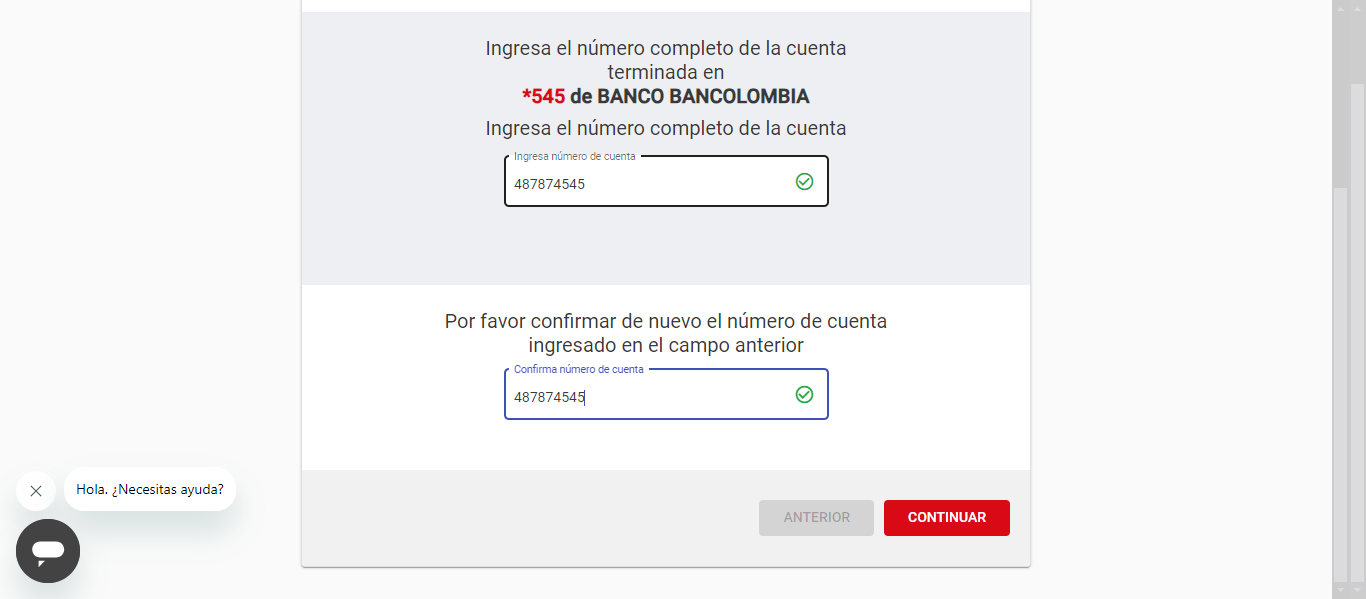 Ingresa el número completo de la cuenta
terminada en
*545 de BANCO BANCOLOMBIA
Ingresa el número completo de la cuenta
Ingresa número de cuenta
487874545
Por favor confirmar de nuevo el número de cuenta
ingresado en el campo anterior
Confirma número de cuenta
487874545
Hola. ¿Necesitas ayuda?
ANTERIOR
CONTINUAR